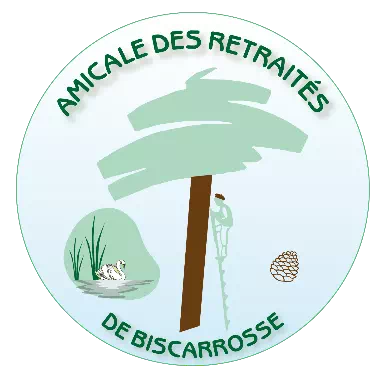 AMICALE DES RETRAITÉS
DE BISCARROSSE